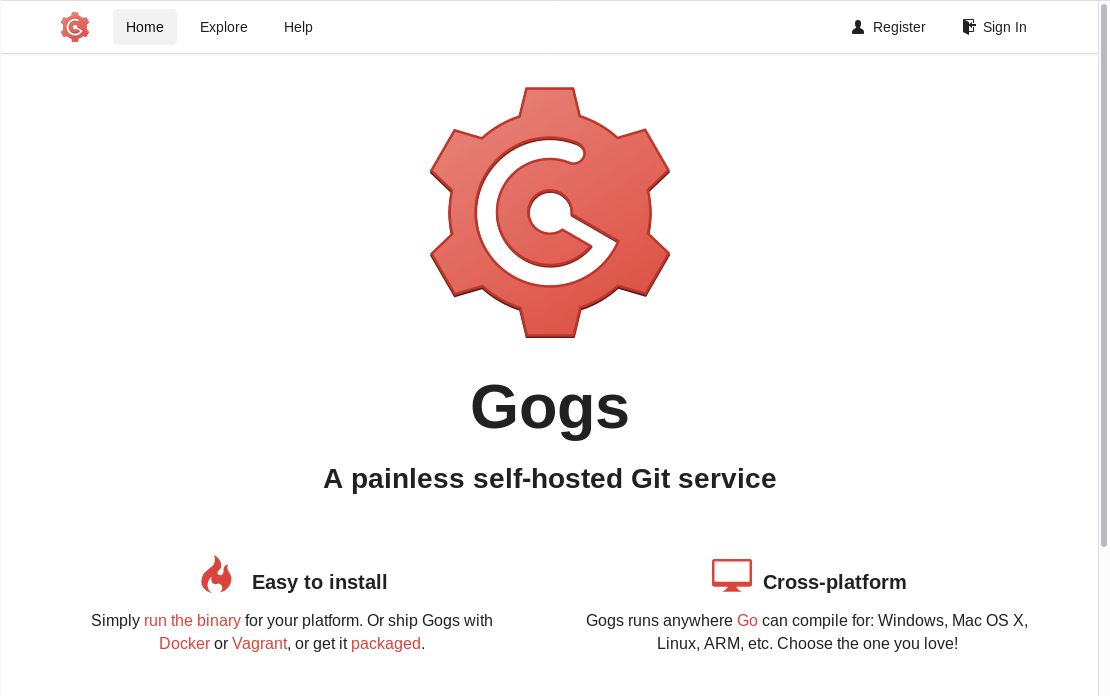 Home Explore Help Register Sign In
Gogs
A painless self-hosted Git service
Easy to install
Simply run the binary for your platform. Or ship Gogs with
Docker or Vagrant, or get it packaged.
Cross-platform
Gogs runs anywhere Go can compile for: Windows, Mac OS X,
Linux, ARM, etc. Choose the one you love!